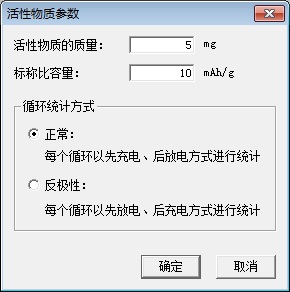 活性物质参数
活性物质的质量: 5 mg
标称比容量: 10 mAh/g
循环统计方式
正常:
每个循环以先充电、后放电方式进行统计
反极性:
每个循环以先放电、后充电方式进行统计
确定 取消